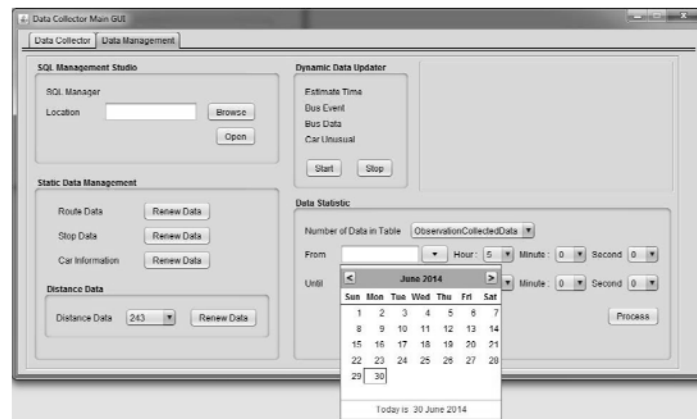 Data Collector Main GUI
Data Collector Data Management
SQL Management Studio
SQL Manager
Location Browse
Open
Dynamic Data Updater
Estimate Time
Bus Event
Bus Data
Car Unusual
Start Stop
Static Data Management
Route Data Renew Data
Stop Data Renew Data
Car Information Renew Data
Distance Data
Distance Data 243 Renew Data
Data Statistic
Number of Data in Table ObservationCollectedData
From Hour : 5 Minute : 0 Second 0
Until Minute : 0 Second 0
Process
< June 2014 >
Sun Mon Tue Wed Thu Fri Sat
1 2 3 4 5 6 7
8 9 10 11 12 13 14
15 16 17 18 19 20 21
22 23 24 25 26 27 28
29 30
Today is 30 June 2014